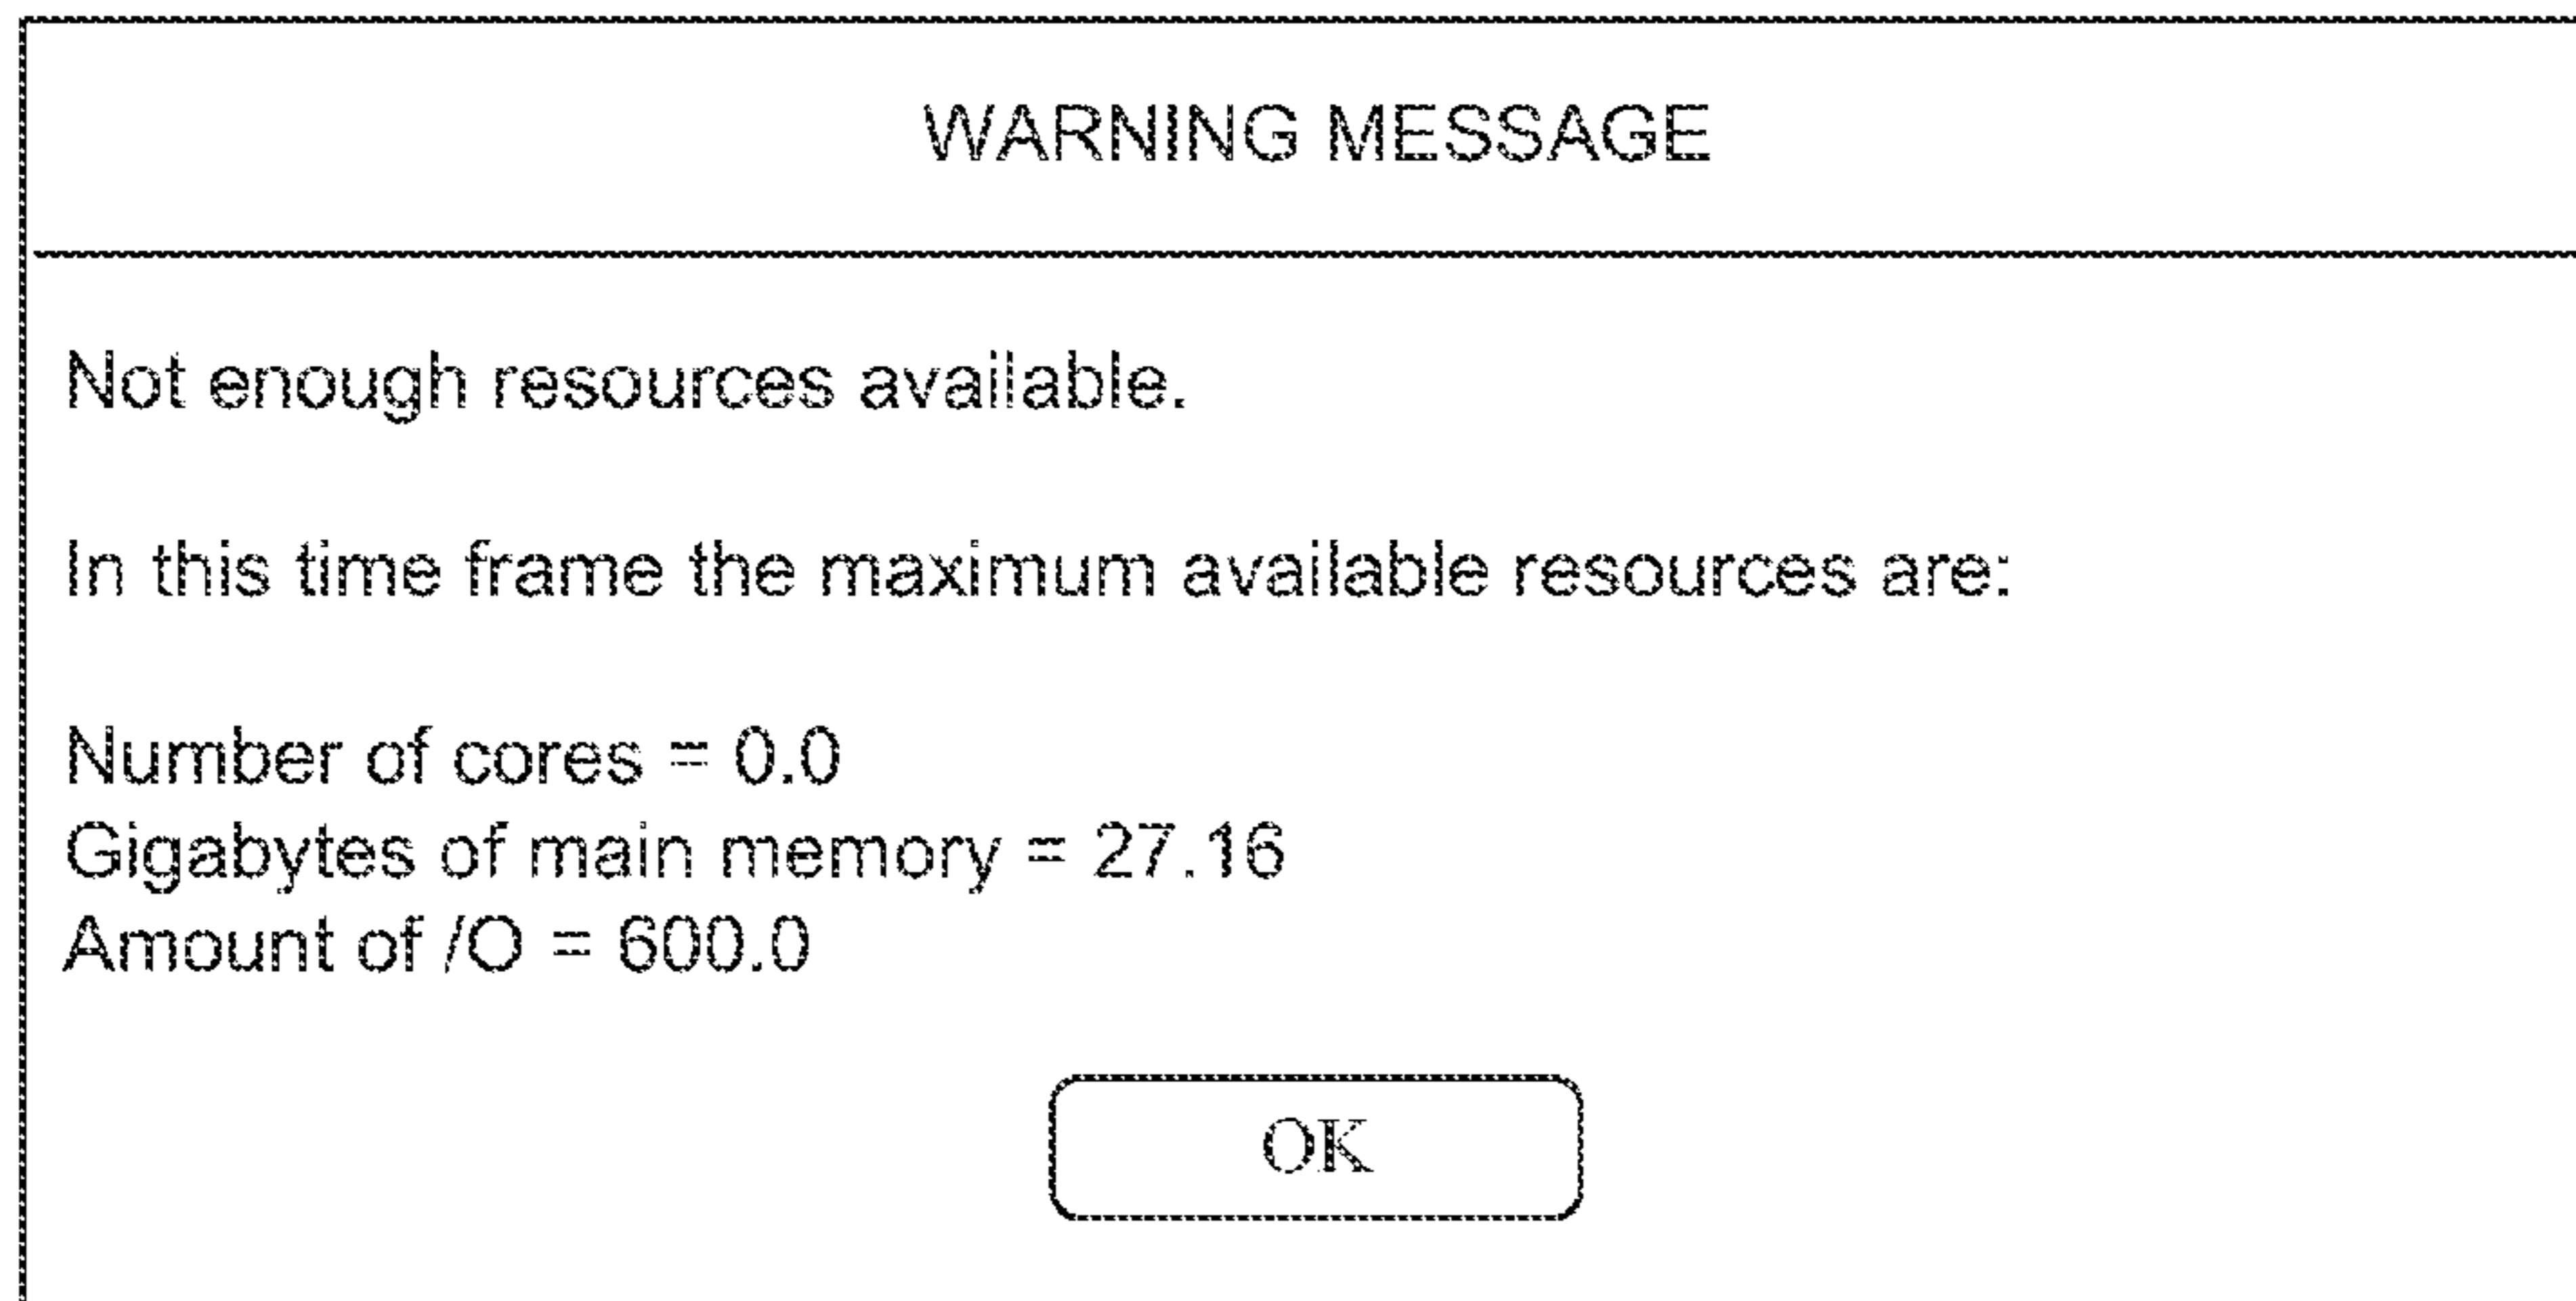 WARNING MESSAGE
Not enough resources available.
In this time frame the maximum available resources are:
Number of cores = 0.0
Gigabytes of main memory = 27.16
Amount of /O = 600.0
OK